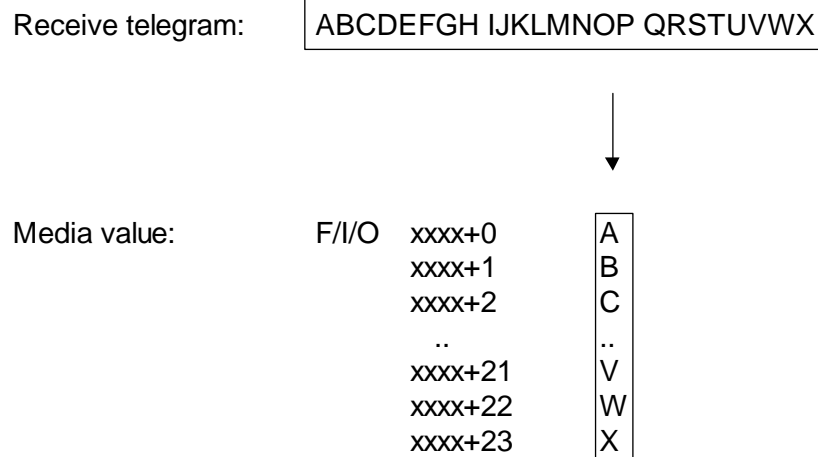 Receive telegram: ABCDEFGH IJKLMNOP QRSTUVWX
Media value: F/I/O xxxx+0 A
xxxx+1 B
xxxx+2 C
.. ..
xxxx+21 V
xxxx+22 W
xxxx+23 X